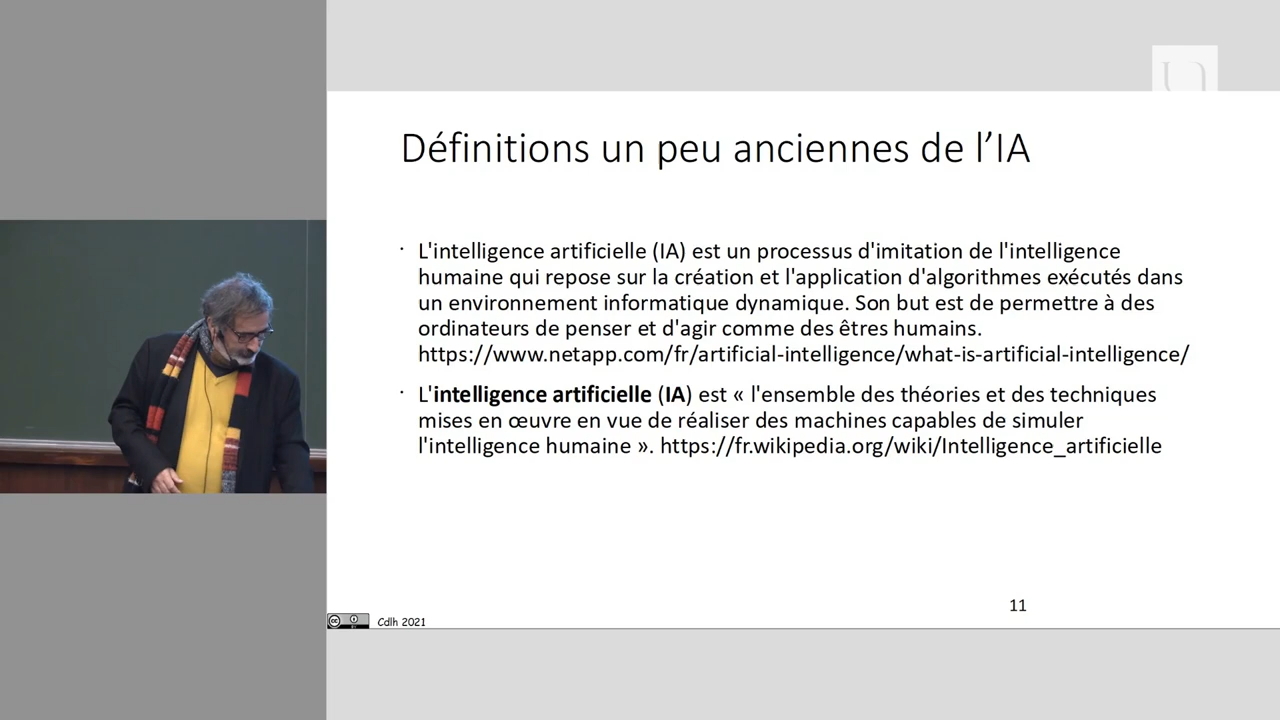 Définitions un peu anciennes de l’IA
· L'intelligence artificielle (IA) est un processus d'imitation de l'intelligence
humaine qui repose sur la création et l'application d'algorithmes exécutés dans
un environnement informatique dynamique. Son but est de permettre à des
ordinateurs de penser et d'agir comme des êtres humains.
https://www.netapp.com/fr/artificial-intelligence/what-is-artificial-intelligence/
· L'intelligence artificielle (IA) est « l'ensemble des théories et des techniques
mises en œuvre en vue de réaliser des machines capables de simuler
l'intelligence humaine ». https://fr.wikipedia.org/wiki/Intelligence_artificielle
11
Cdlh 2021